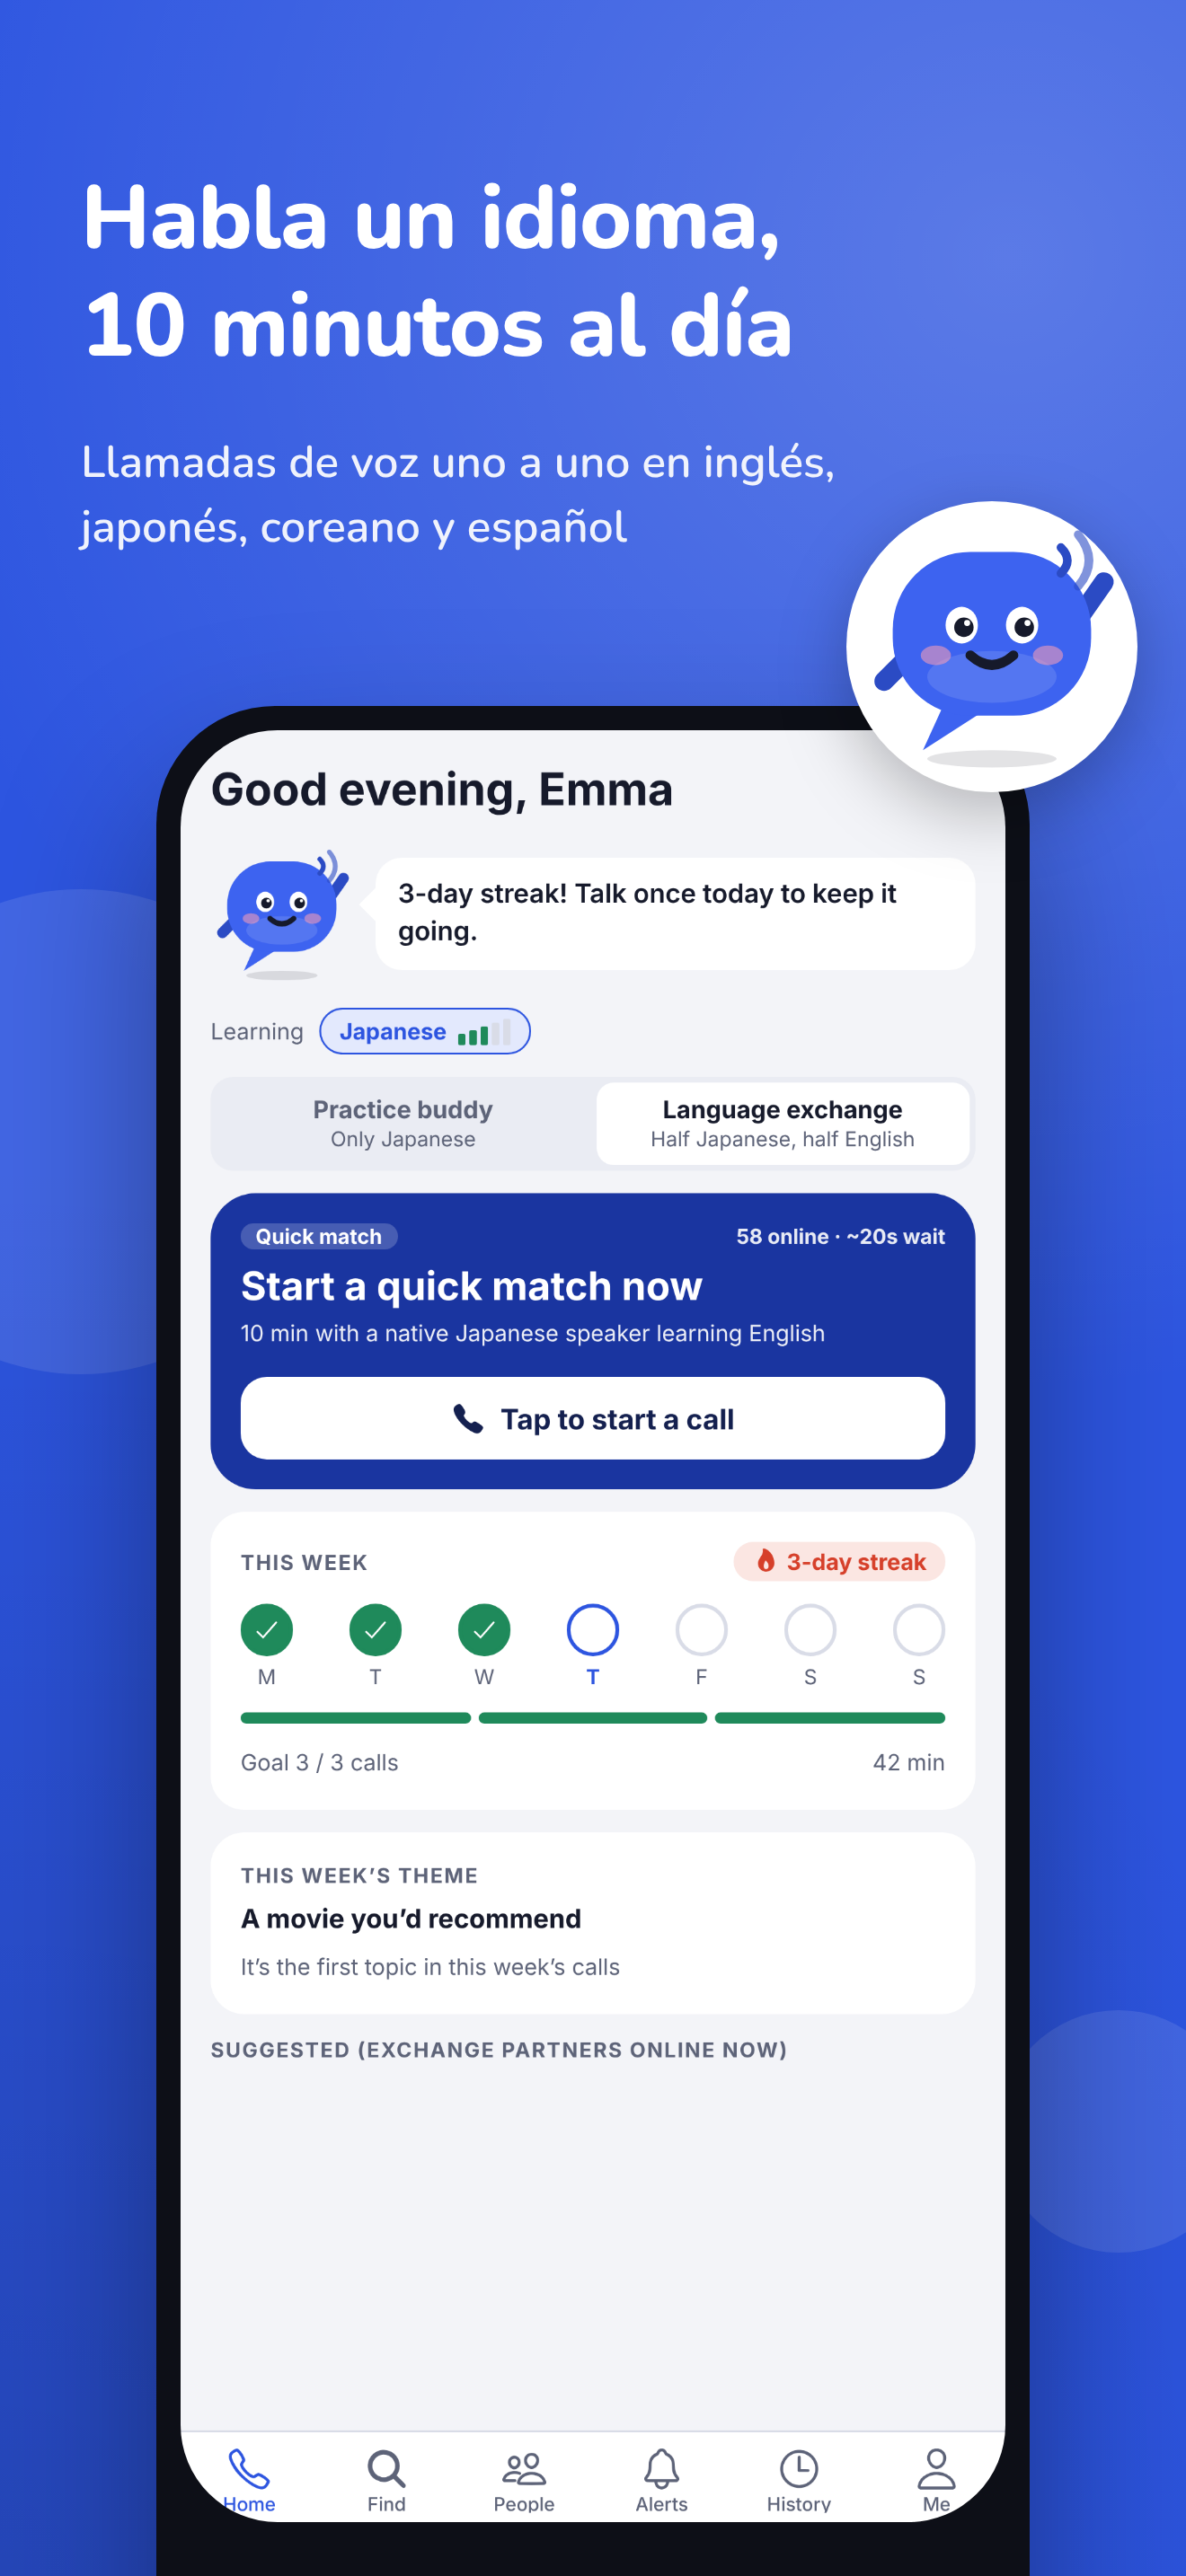 Habla un idioma,
10 minutos al día
Llamadas de voz uno a uno en inglés,
japonés, coreano y español
Good evening, Emma
3-day streak! Talk once today to keep it
going.
Learning Japanese
Practice buddy
Only Japanese
Language exchange
Half Japanese, half English
Quick match
58 online · ~20s wait
Start a quick match now
10 min with a native Japanese speaker learning English
Tap to start a call
THIS WEEK
3-day streak
M T W T F S S
Goal 3 / 3 calls
42 min
THIS WEEK’S THEME
A movie you’d recommend
It’s the first topic in this week’s calls
SUGGESTED (EXCHANGE PARTNERS ONLINE NOW)
Home Find People Alerts History Me